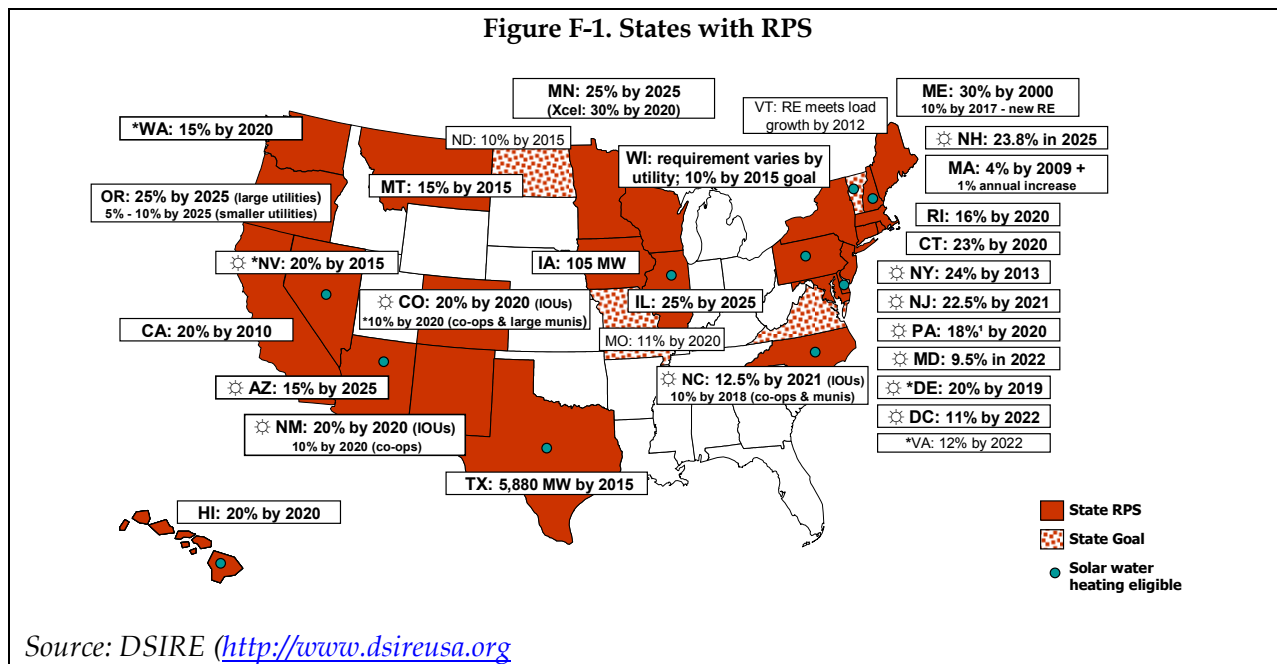 Figure F-1. States with RPS
MN: 25% by 2025
(Xcel: 30% by 2020)
VT: RE meets load
growth by 2012
ME: 30% by 2000
10% by 2017 - new RE
*WA: 15% by 2020
ND: 10% by 2015
WI: requirement varies by
utility; 10% by 2015 goal
☼ NH: 23.8% in 2025
MA: 4% by 2009 +
1% annual increase
OR: 25% by 2025 (large utilities)
5% - 10% by 2025 (smaller utilities)
MT: 15% by 2015
RI: 16% by 2020
CT: 23% by 2020
☼ *NV: 20% by 2015
IA: 105 MW
☼ NY: 24% by 2013
☼ CO: 20% by 2020 (IOUs)
*10% by 2020 (co-ops & large munis)
IL: 25% by 2025
☼ NJ: 22.5% by 2021
CA: 20% by 2010
MO: 11% by 2020
☼ PA: 18%¹ by 2020
☼ MD: 9.5% in 2022
☼ AZ: 15% by 2025
☼ NC: 12.5% by 2021 (IOUs)
10% by 2018 (co-ops & munis)
☼ *DE: 20% by 2019
☼ DC: 11% by 2022
☼ NM: 20% by 2020 (IOUs)
10% by 2020 (co-ops)
*VA: 12% by 2022
TX: 5,880 MW by 2015
HI: 20% by 2020
State RPS
State Goal
Solar water
heating eligible
Source: DSIRE (http://www.dsireusa.org